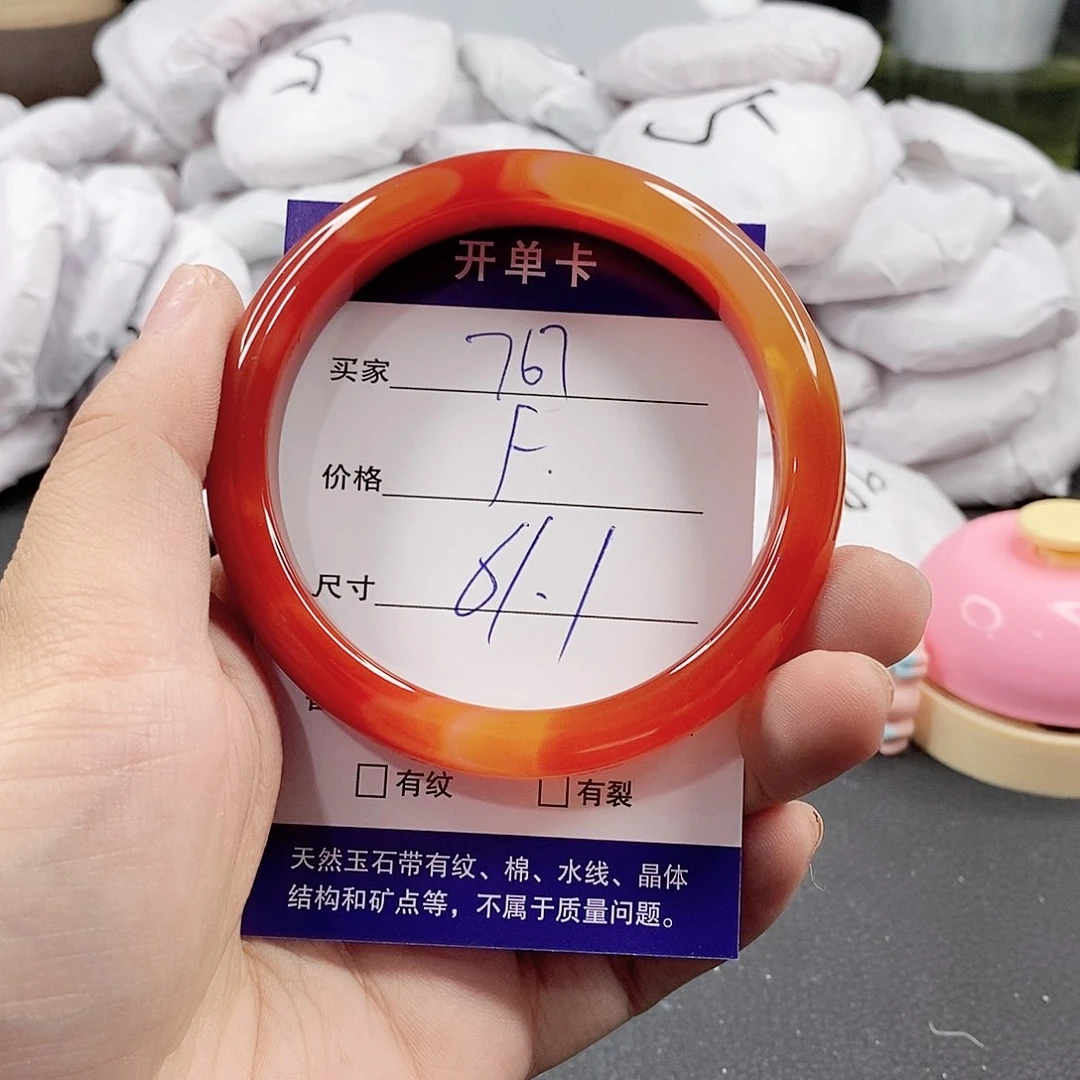 ST
开单卡
买家 767
价格 F.
尺寸 61.1
□有纹 □有裂
天然玉石带有纹、棉、水线、晶体
结构和矿点等，不属于质量问题。